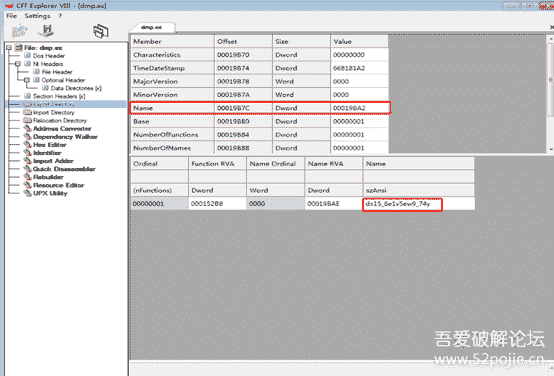 CFF Explorer VIII - [dmp.ex]
File Settings ?
dmp.ex
File: dmp.ex
Dos Header
Nt Headers
File Header
Optional Header
Data Directories [x]
Section Headers [x]
Export Directory
Import Directory
Relocation Directory
Address Converter
Dependency Walker
Hex Editor
Identifier
Import Adder
Quick Disassembler
Rebuilder
Resource Editor
UPX Utility
Member Offset Size Value
Characteristics 00019B70 Dword 00000000
TimeDateStamp 00019B74 Dword 668181A2
MajorVersion 00019B78 Word 0000
MinorVersion 00019B7A Word 0000
Name 00019B7C Dword 00019BA2
Base 00019B80 Dword 00000001
NumberOfFunctions 00019B84 Dword 00000001
NumberOfNames 00019B88 Dword 00000001
Ordinal Function RVA Name Ordinal Name RVA Name
(nFunctions) Dword Word Dword szAnsi
00000001 000152B8 0000 00019BAE ds15_6e1v5ew9_74y
吾爱破解论坛
www.52pojie.cn